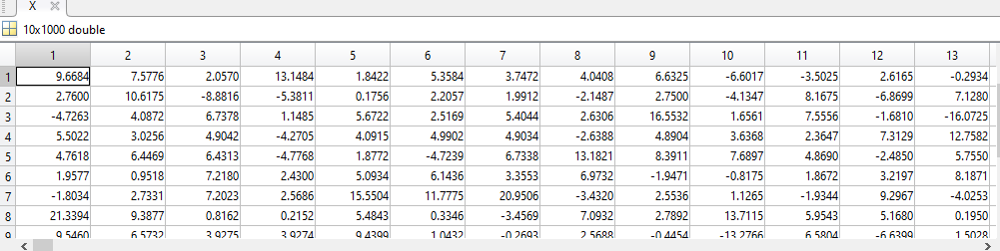 X
10x1000 double
1 2 3 4 5 6 7 8 9 10 11 12 13
1 9.6684 7.5776 2.0570 13.1484 1.8422 5.3584 3.7472 4.0408 6.6325 -6.6017 -3.5025 2.6165 -0.2934
2 2.7600 10.6175 -8.8816 -5.3811 0.1756 2.2057 1.9912 -2.1487 2.7500 -4.1347 8.1675 -6.8699 7.1280
3 -4.7263 4.0872 6.7378 1.1485 5.6722 2.5169 5.4044 2.6306 16.5532 1.6561 7.5556 -1.6810 -16.0725
4 5.5022 3.0256 4.9042 -4.2705 4.0915 4.9902 4.9034 -2.6388 4.8904 3.6368 2.3647 7.3129 12.7582
5 4.7618 6.4469 6.4313 -4.7768 1.8772 -4.7239 6.7338 13.1821 8.3911 7.6897 4.8690 -2.4850 5.7550
6 1.9577 0.9518 7.2180 2.4300 5.0934 6.1436 3.3553 6.9732 -1.9471 -0.8175 1.8672 3.2197 8.1871
7 -1.8034 2.7331 7.2023 2.5686 15.5504 11.7775 20.9506 -3.4320 2.5536 1.1265 -1.9344 9.2967 -4.0253
8 21.3394 9.3877 0.8162 0.2152 5.4843 0.3346 -3.4569 7.0932 2.7892 13.7115 5.9543 5.1680 0.1950
9 9.5460 6.5732 3.9275 3.9274 9.4399 1.0432 -0.2693 2.5688 -0.4454 -13.2766 6.5804 -6.6399 1.5028